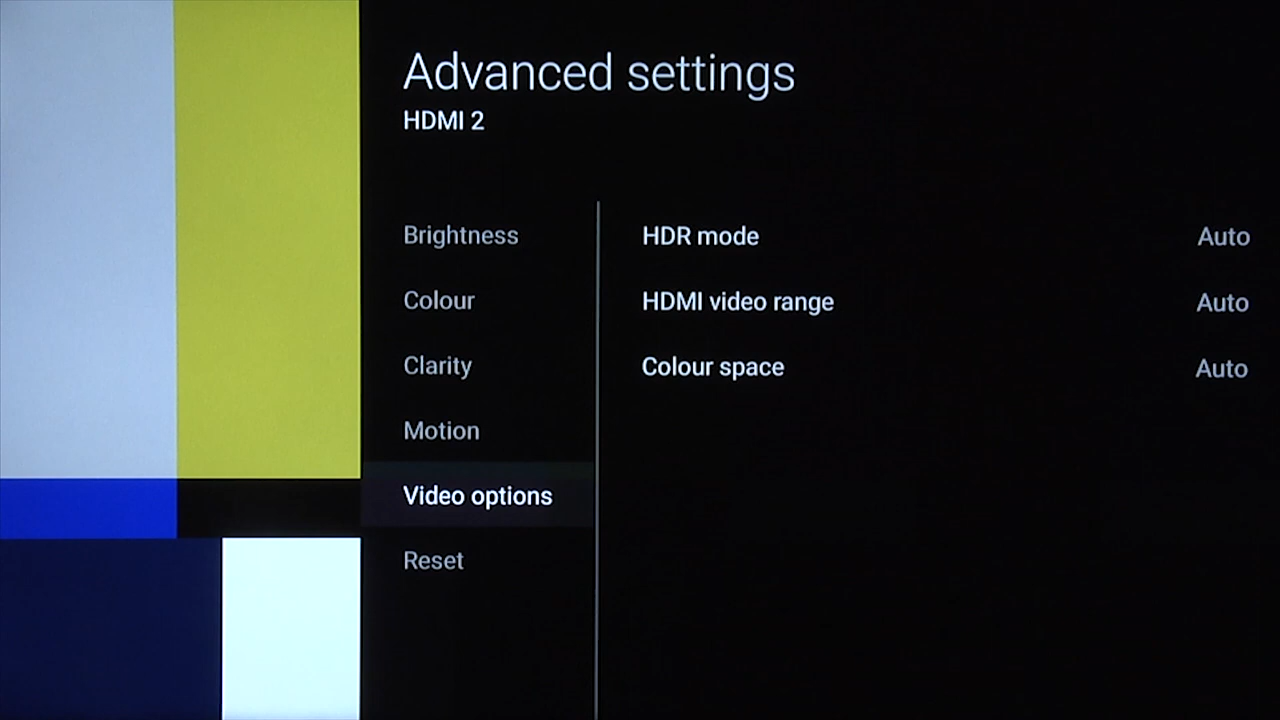 Advanced settings
HDMI 2
Brightness
Colour
Clarity
Motion
Video options
Reset
HDR mode Auto
HDMI video range Auto
Colour space Auto